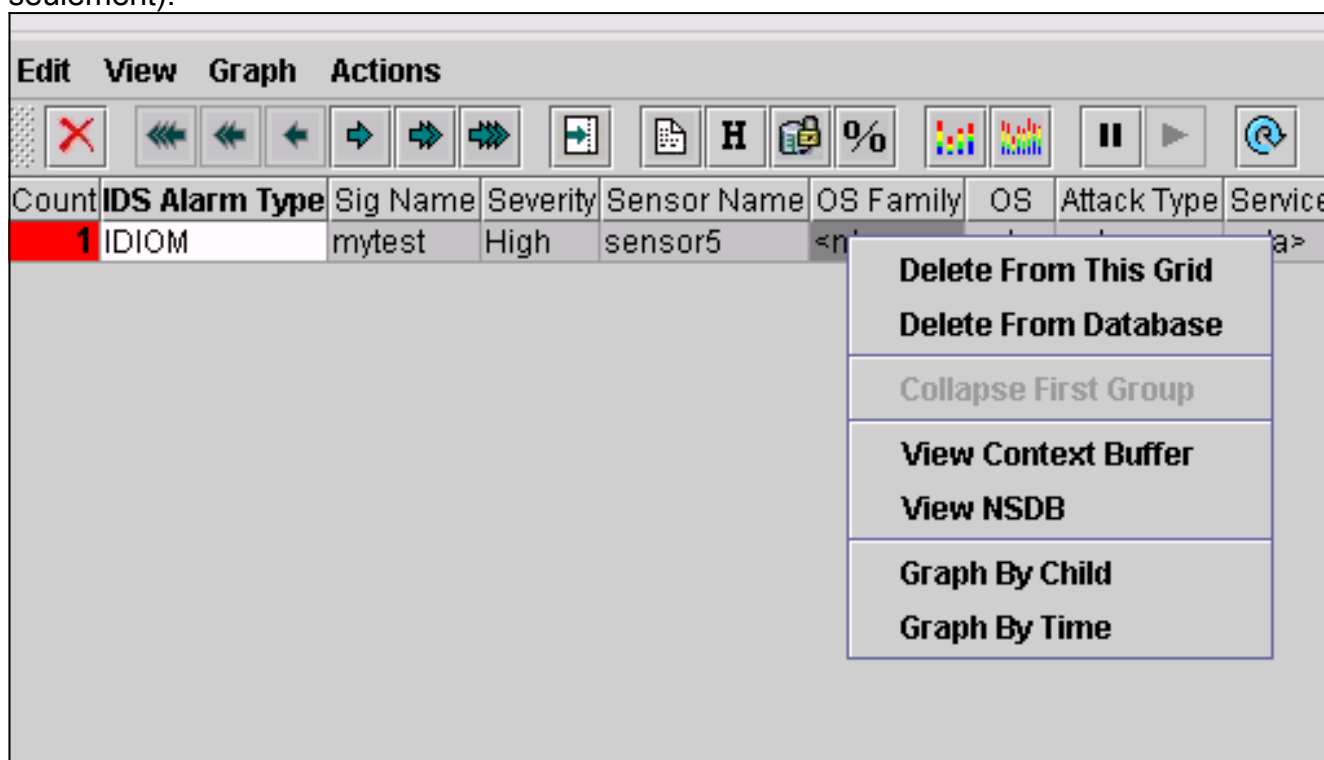 seulement).
Edit View Graph Actions
H %
Count IDS Alarm Type Sig Name Severity Sensor Name OS Family OS Attack Type Service
1 IDIOM mytest High sensor5
Delete From This Grid
Delete From Database
Collapse First Group
View Context Buffer
View NSDB
Graph By Child
Graph By Time